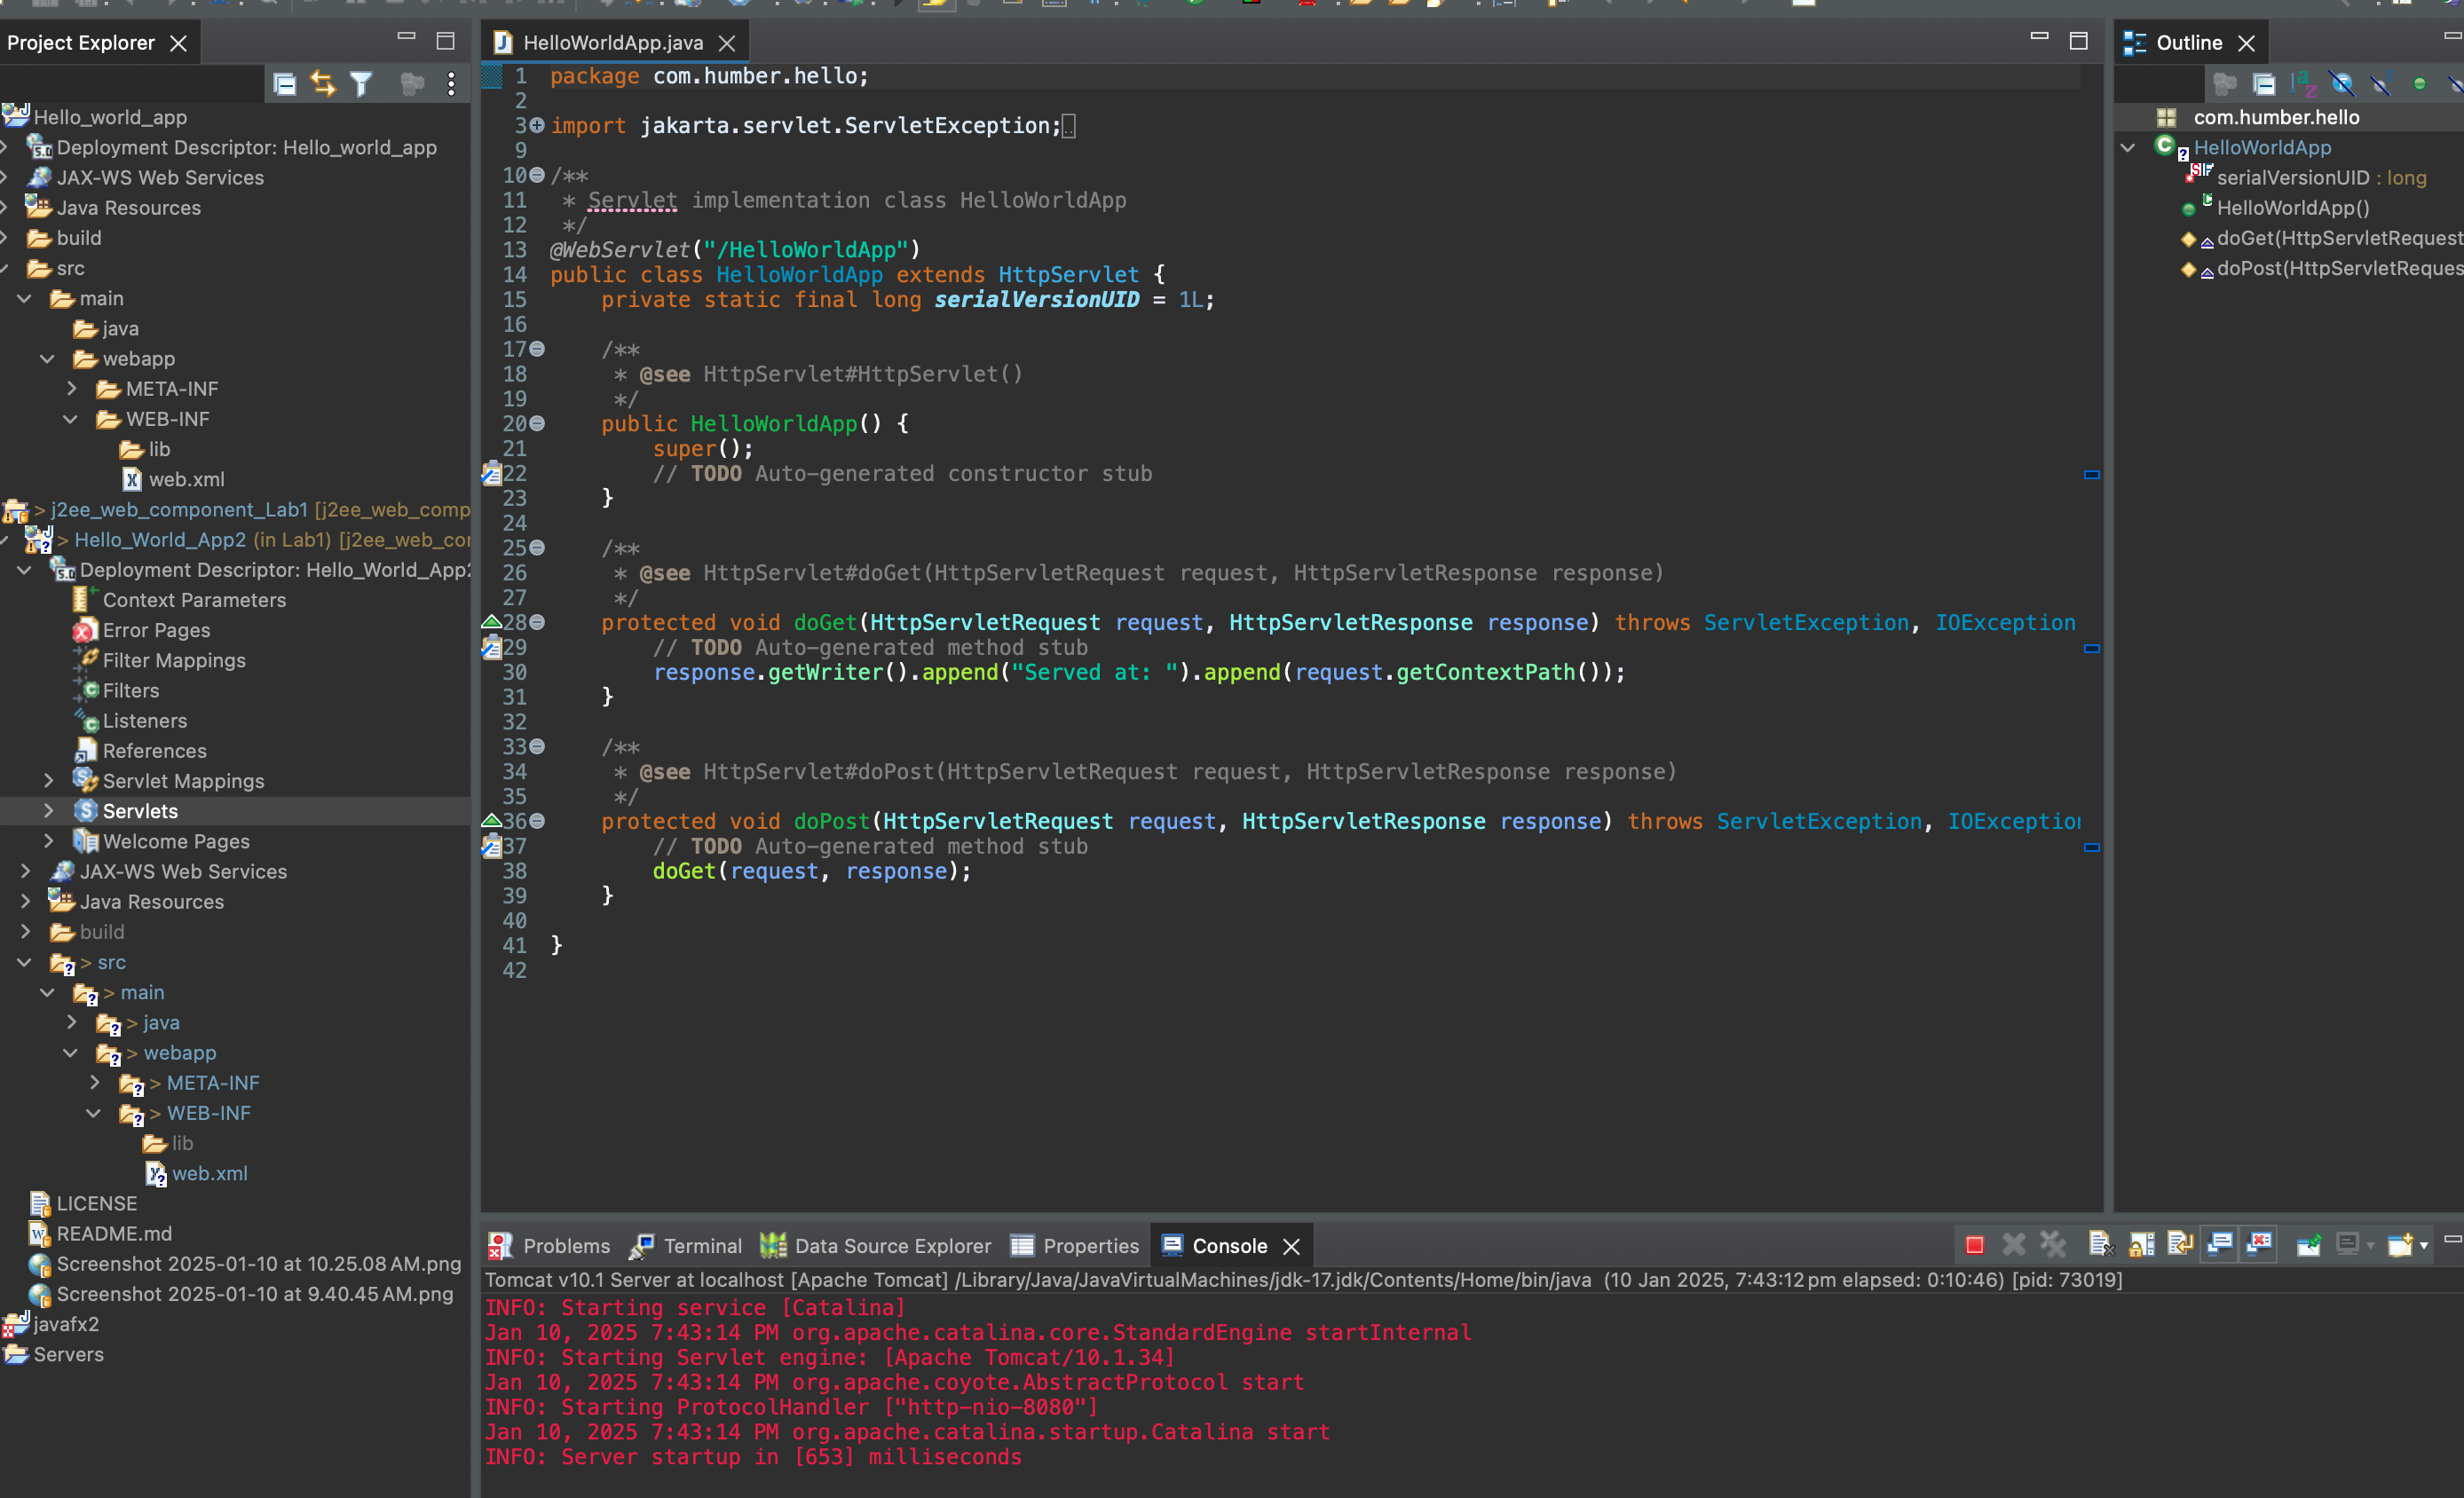 Project Explorer
Hello_world_app
Deployment Descriptor: Hello_world_app
JAX-WS Web Services
Java Resources
build
src
main
java
webapp
META-INF
WEB-INF
lib
web.xml
> j2ee_web_component_Lab1 [j2ee_web_comp
> Hello_World_App2 (in Lab1) [j2ee_web_co
Deployment Descriptor: Hello_World_App2
Context Parameters
Error Pages
Filter Mappings
Filters
Listeners
References
Servlet Mappings
Servlets
Welcome Pages
JAX-WS Web Services
Java Resources
build
> src
> main
> java
> webapp
> META-INF
> WEB-INF
lib
web.xml
LICENSE
README.md
Screenshot 2025-01-10 at 10.25.08 AM.png
Screenshot 2025-01-10 at 9.40.45 AM.png
javafx2
Servers
HelloWorldApp.java
1 package com.humber.hello;
2
3 import jakarta.servlet.ServletException;
9
10 /**
11 * Servlet implementation class HelloWorldApp
12 */
13 @WebServlet("/HelloWorldApp")
14 public class HelloWorldApp extends HttpServlet {
15 private static final long serialVersionUID = 1L;
16
17 /**
18 * @see HttpServlet#HttpServlet()
19 */
20 public HelloWorldApp() {
21 super();
22 // TODO Auto-generated constructor stub
23 }
24
25 /**
26 * @see HttpServlet#doGet(HttpServletRequest request, HttpServletResponse response)
27 */
28 protected void doGet(HttpServletRequest request, HttpServletResponse response) throws ServletException, IOException
29 // TODO Auto-generated method stub
30 response.getWriter().append("Served at: ").append(request.getContextPath());
31 }
32
33 /**
34 * @see HttpServlet#doPost(HttpServletRequest request, HttpServletResponse response)
35 */
36 protected void doPost(HttpServletRequest request, HttpServletResponse response) throws ServletException, IOException
37 // TODO Auto-generated method stub
38 doGet(request, response);
39 }
40
41 }
42
Outline
com.humber.hello
HelloWorldApp
serialVersionUID : long
HelloWorldApp()
doGet(HttpServletRequest
doPost(HttpServletReques
Problems Terminal Data Source Explorer Properties Console
Tomcat v10.1 Server at localhost [Apache Tomcat] /Library/Java/JavaVirtualMachines/jdk-17.jdk/Contents/Home/bin/java (10 Jan 2025, 7:43:12 pm elapsed: 0:10:46) [pid: 73019]
INFO: Starting service [Catalina]
Jan 10, 2025 7:43:14 PM org.apache.catalina.core.StandardEngine startInternal
INFO: Starting Servlet engine: [Apache Tomcat/10.1.34]
Jan 10, 2025 7:43:14 PM org.apache.coyote.AbstractProtocol start
INFO: Starting ProtocolHandler ["http-nio-8080"]
Jan 10, 2025 7:43:14 PM org.apache.catalina.startup.Catalina start
INFO: Server startup in [653] milliseconds